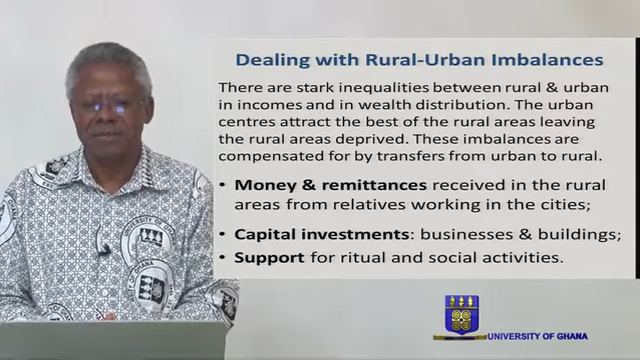 Dealing with Rural-Urban Imbalances
There are stark inequalities between rural & urban
in incomes and in wealth distribution. The urban
centres attract the best of the rural areas leaving
the rural areas deprived. These imbalances are
compensated for by transfers from urban to rural.
• Money & remittances received in the rural
areas from relatives working in the cities;
• Capital investments: businesses & buildings;
• Support for ritual and social activities.
UNIVERSITY OF GHANA